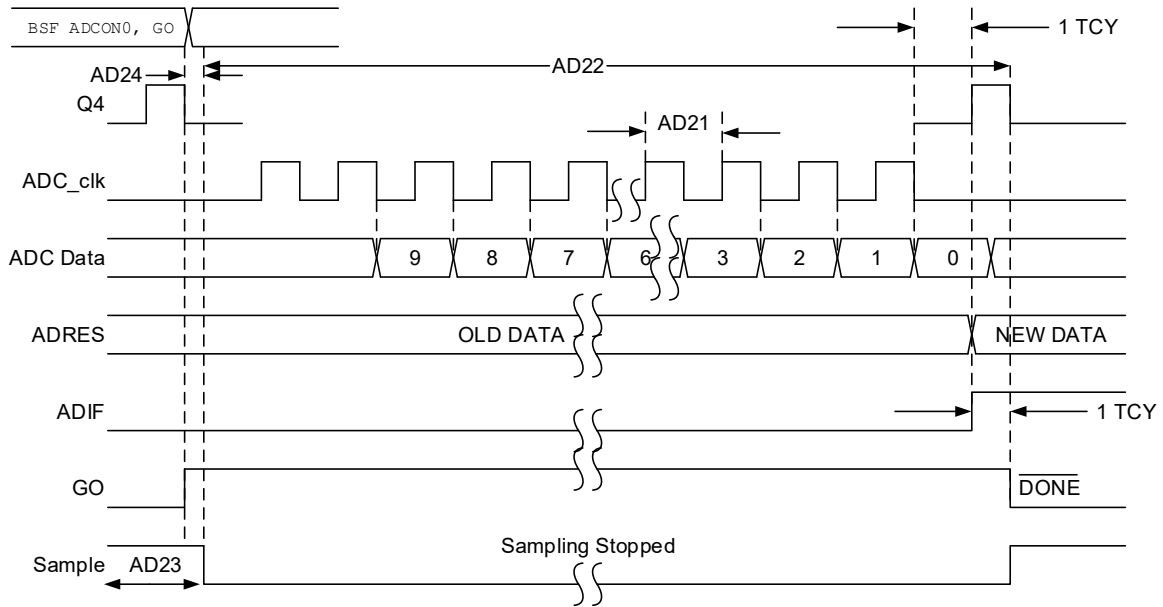 BSF ADCON0, GO
1 TCY
AD24
AD22
Q4
AD21
ADC_clk
ADC Data
9 8 7 6 3 2 1 0
ADRES
OLD DATA
NEW DATA
ADIF
1 TCY
GO
DONE
Sampling Stopped
Sample
AD23